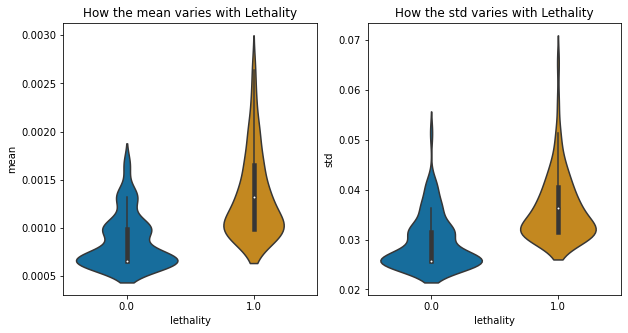 How the mean varies with Lethality
0.0030
0.0025
0.0020
0.0015
0.0010
0.0005
mean
0.0
1.0
lethality
How the std varies with Lethality
0.07
0.06
0.05
0.04
0.03
0.02
std
0.0
1.0
lethality